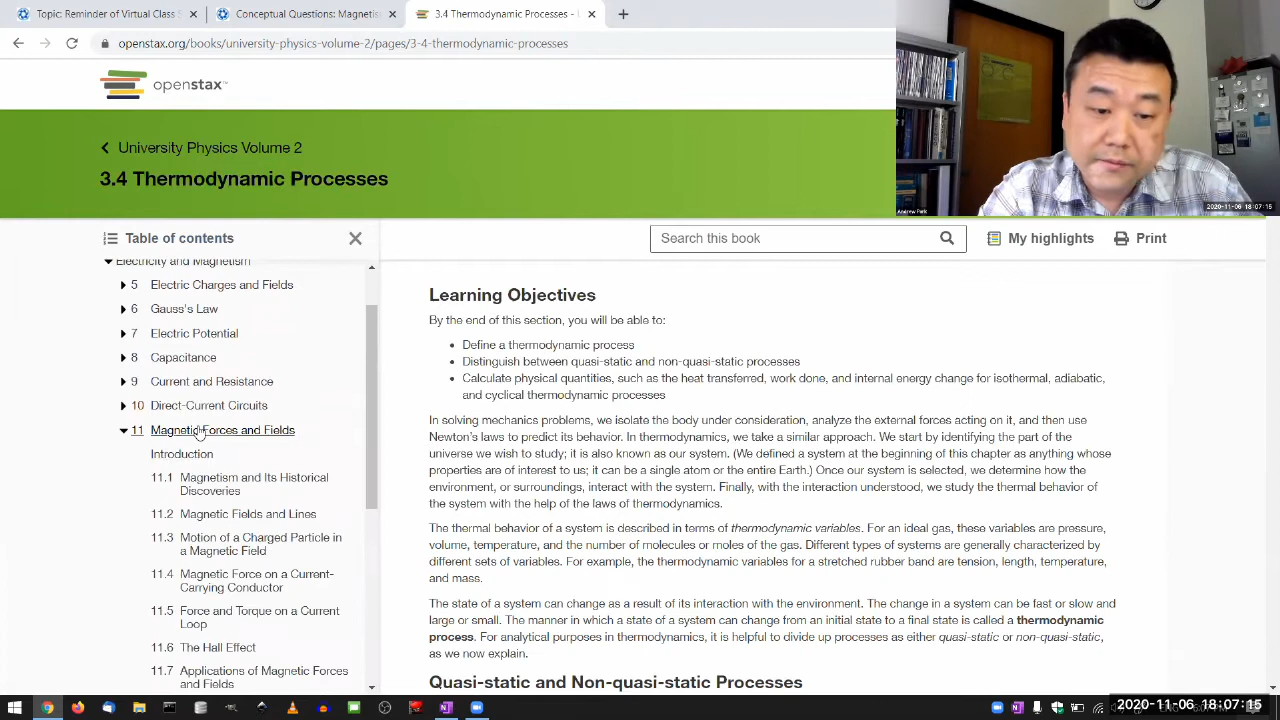 Topic: Reminder of Virtual Class S
Conceptual Questions: Magnetis
3.4 Thermodynamic Processes -
openstax.org/books/university-physics-volume-2/pages/3-4-thermodynamic-processes
openstax™
University Physics Volume 2
3.4 Thermodynamic Processes
Andrew Park
2020-11-06 18:07:15
Table of contents
Search this book
My highlights
Print
Electricity and Magnetism
5 Electric Charges and Fields
6 Gauss's Law
7 Electric Potential
8 Capacitance
9 Current and Resistance
10 Direct-Current Circuits
11 Magnetic Forces and Fields
Introduction
11.1 Magnetism and Its Historical
Discoveries
11.2 Magnetic Fields and Lines
11.3 Motion of a Charged Particle in
a Magnetic Field
11.4 Magnetic Force on a Current-
Carrying Conductor
11.5 Force and Torque on a Current
Loop
11.6 The Hall Effect
11.7 Applications of Magnetic Forces
and Fields
Learning Objectives
By the end of this section, you will be able to:
• Define a thermodynamic process
• Distinguish between quasi-static and non-quasi-static processes
• Calculate physical quantities, such as the heat transferred, work done, and internal energy change for isothermal, adiabatic,
and cyclical thermodynamic processes
In solving mechanics problems, we isolate the body under consideration, analyze the external forces acting on it, and then use
Newton's laws to predict its behavior. In thermodynamics, we take a similar approach. We start by identifying the part of the
universe we wish to study; it is also known as our system. (We defined a system at the beginning of this chapter as anything whose
properties are of interest to us; it can be a single atom or the entire Earth.) Once our system is selected, we determine how the
environment, or surroundings, interact with the system. Finally, with the interaction understood, we study the thermal behavior of
the system with the help of the laws of thermodynamics.
The thermal behavior of a system is described in terms of thermodynamic variables. For an ideal gas, these variables are pressure,
volume, temperature, and the number of molecules or moles of the gas. Different types of systems are generally characterized by
different sets of variables. For example, the thermodynamic variables for a stretched rubber band are tension, length, temperature,
and mass.
The state of a system can change as a result of its interaction with the environment. The change in a system can be fast or slow and
large or small. The manner in which a state of a system can change from an initial state to a final state is called a thermodynamic
process. For analytical purposes in thermodynamics, it is helpful to divide up processes as either quasi-static or non-quasi-static,
as we now explain.
Quasi-static and Non-quasi-static Processes
2020-11-06 18:07:15